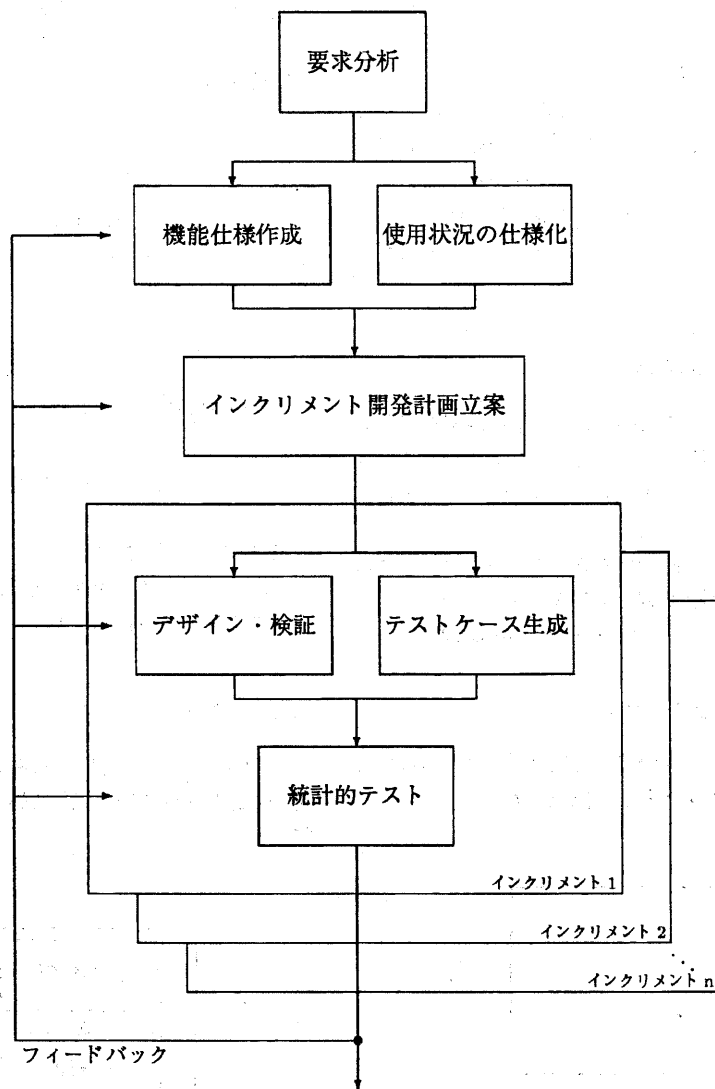 要求分析
機能仕様作成
使用状況の仕様化
インクリメント開発計画立案
デザイン・検証
テストケース生成
統計的テスト
インクリメント 1
インクリメント 2
インクリメント n
フィードバック